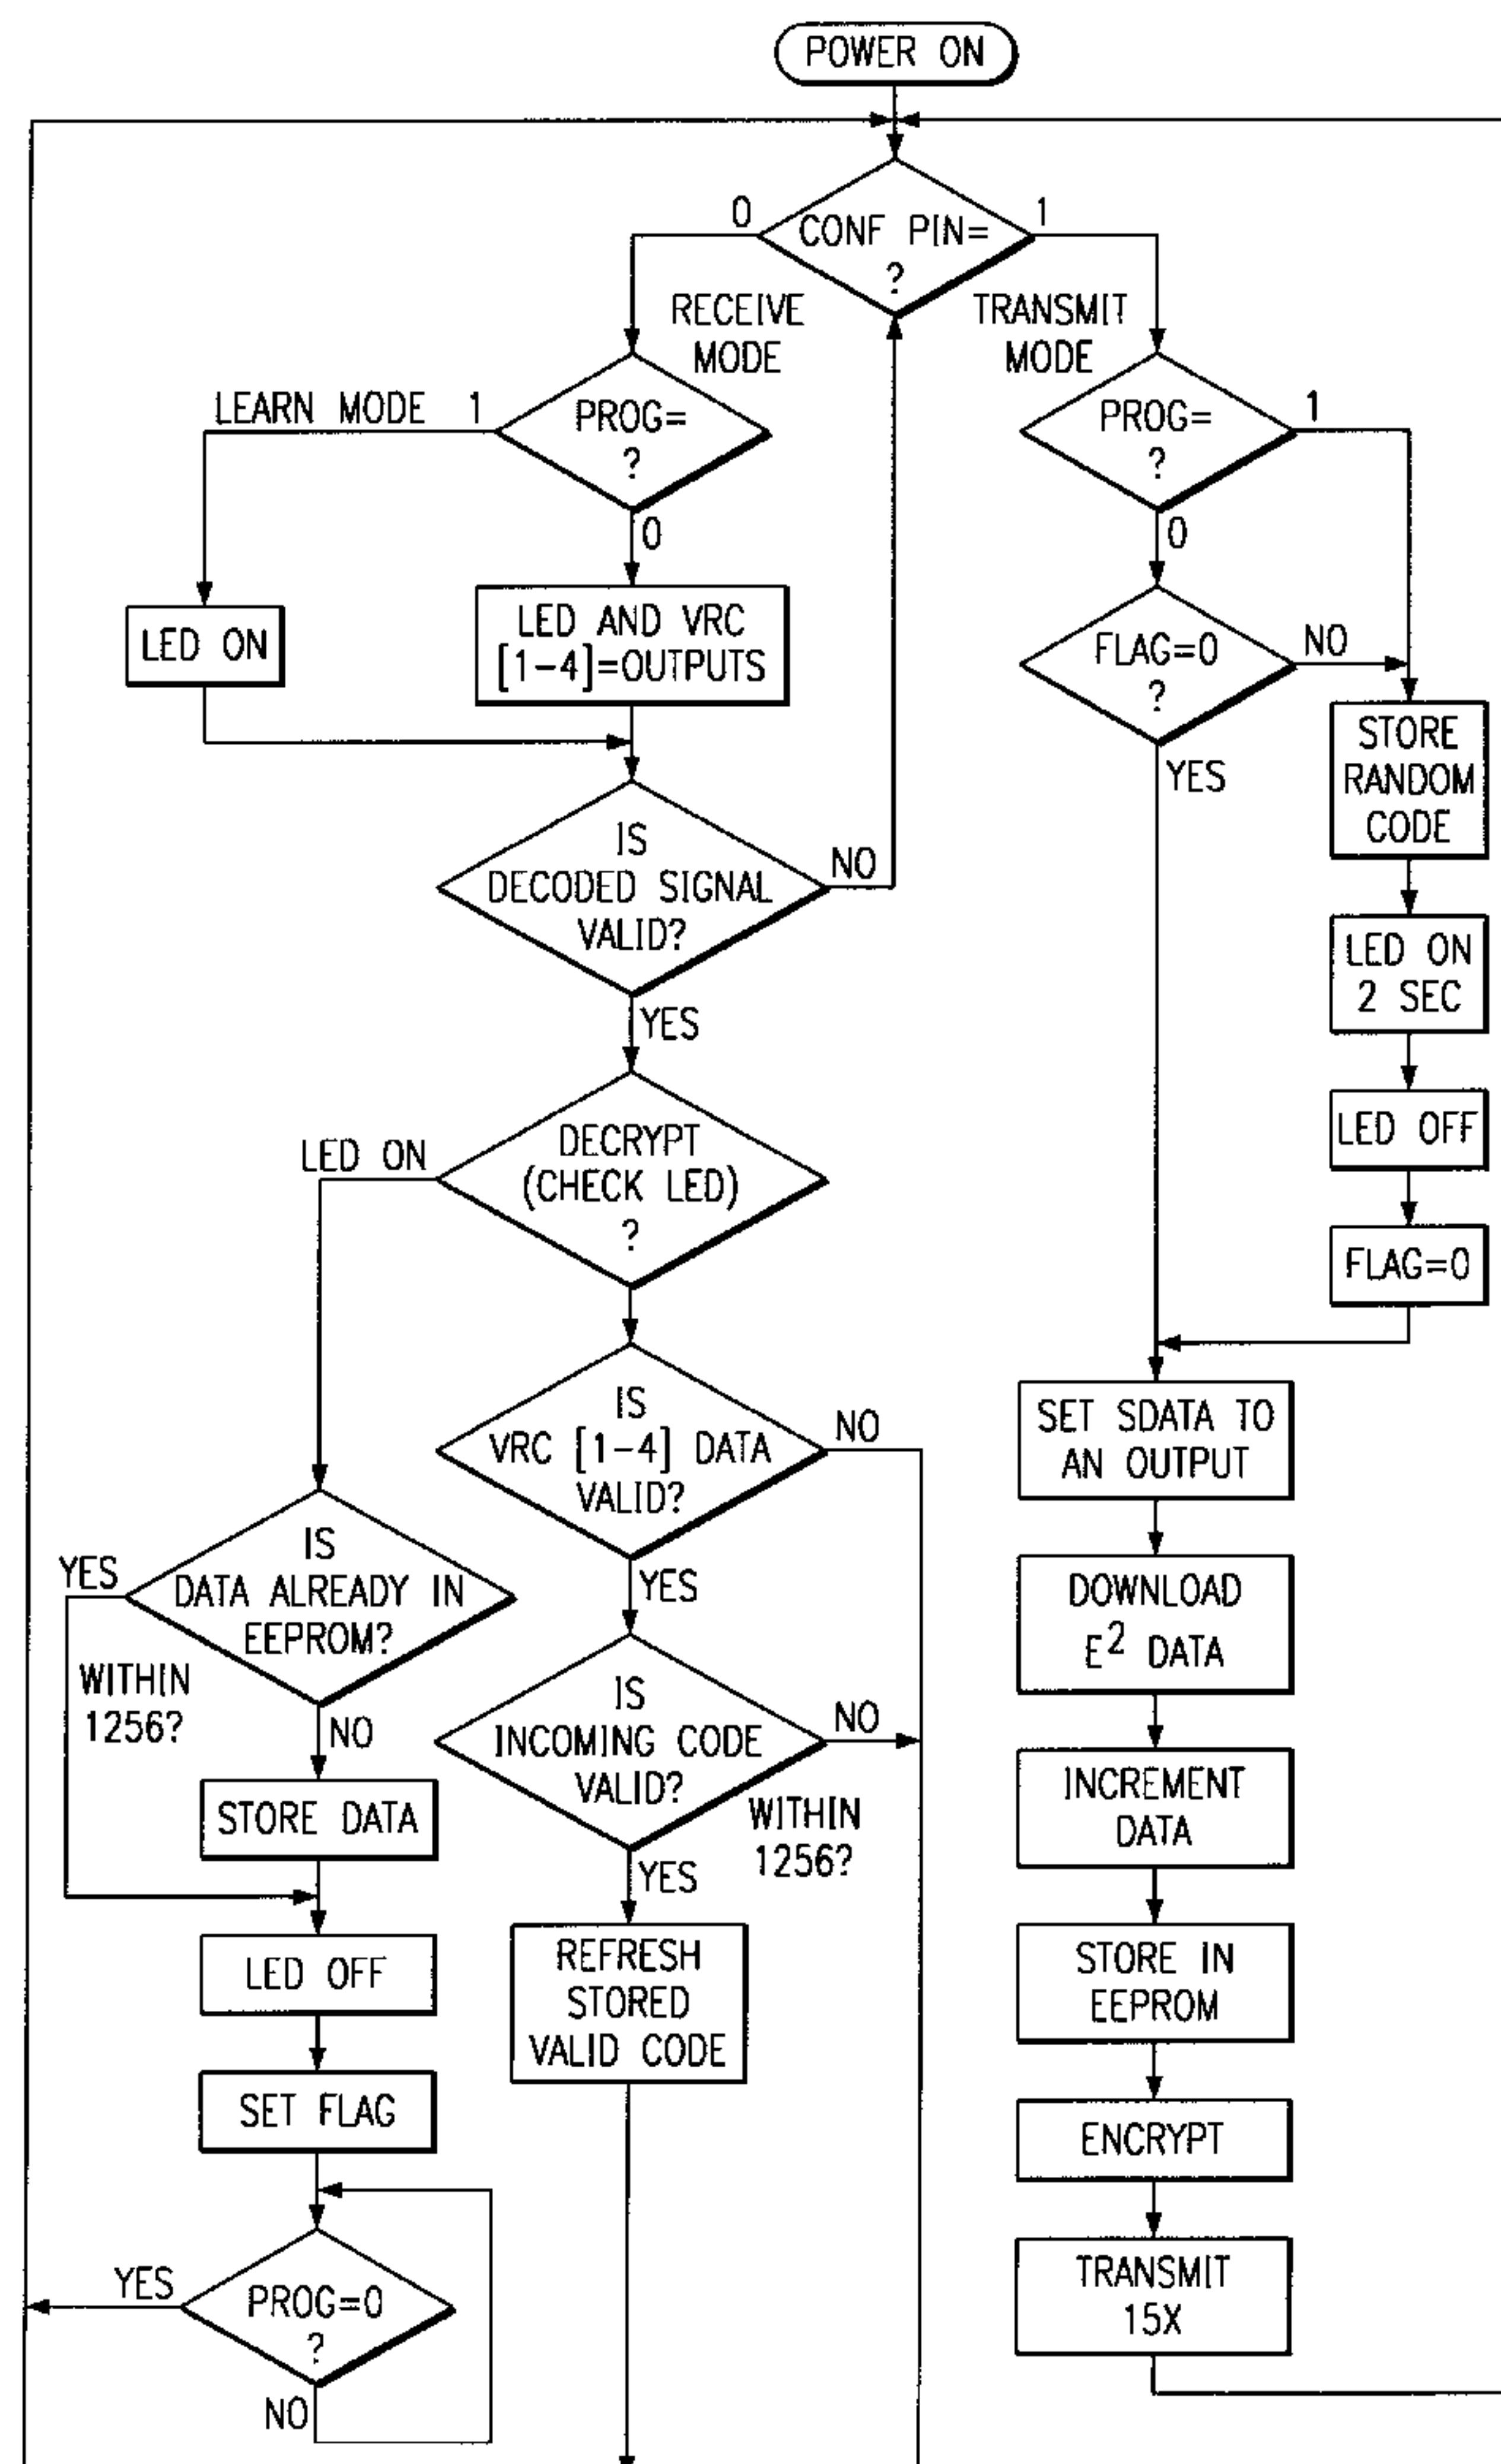 POWER ON
CONF PIN=
?
0
1
RECEIVE
MODE
TRANSMIT
MODE
LEARN MODE
1
PROG=
?
0
PROG=
?
1
0
LED ON
LED AND VRC
[1-4]=OUTPUTS
FLAG=0
?
NO
YES
STORE
RANDOM
CODE
IS
DECODED SIGNAL
VALID?
NO
YES
LED ON
2 SEC
LED OFF
FLAG=0
LED ON
DECRYPT
(CHECK LED)
?
IS
VRC [1-4] DATA
VALID?
NO
YES
SET SDATA TO
AN OUTPUT
IS
DATA ALREADY IN
EEPROM?
YES
WITHIN
1256?
NO
DOWNLOAD
E² DATA
IS
INCOMING CODE
VALID?
NO
WITHIN
1256?
YES
INCREMENT
DATA
STORE DATA
LED OFF
REFRESH
STORED
VALID CODE
STORE IN
EEPROM
SET FLAG
ENCRYPT
YES
PROG=0
?
NO
TRANSMIT
15X